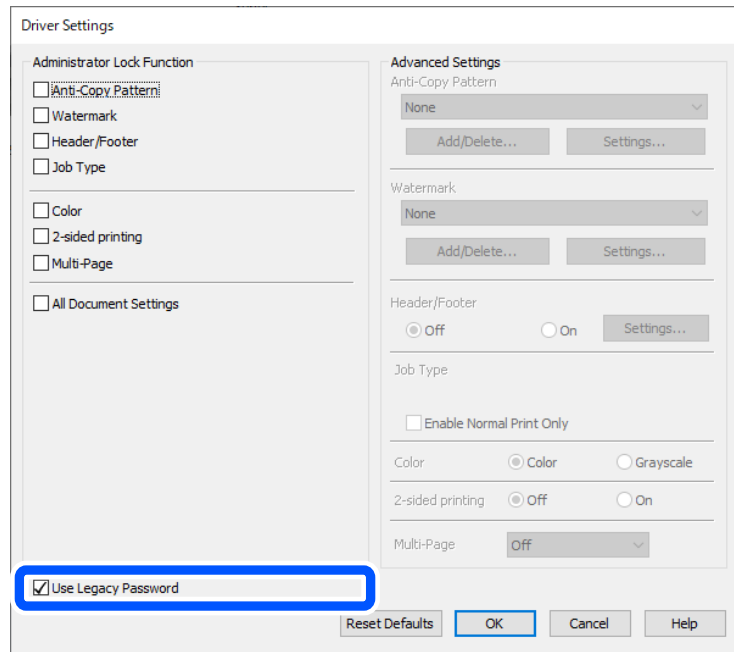 Driver Settings
Administrator Lock Function
Anti-Copy Pattern
Watermark
Header/Footer
Job Type
Color
2-sided printing
Multi-Page
All Document Settings
Use Legacy Password
Advanced Settings
Anti-Copy Pattern
None
Add/Delete... Settings...
Watermark
None
Add/Delete... Settings...
Header/Footer
Off On Settings...
Job Type
Enable Normal Print Only
Color Color Grayscale
2-sided printing Off On
Multi-Page Off
Reset Defaults OK Cancel Help